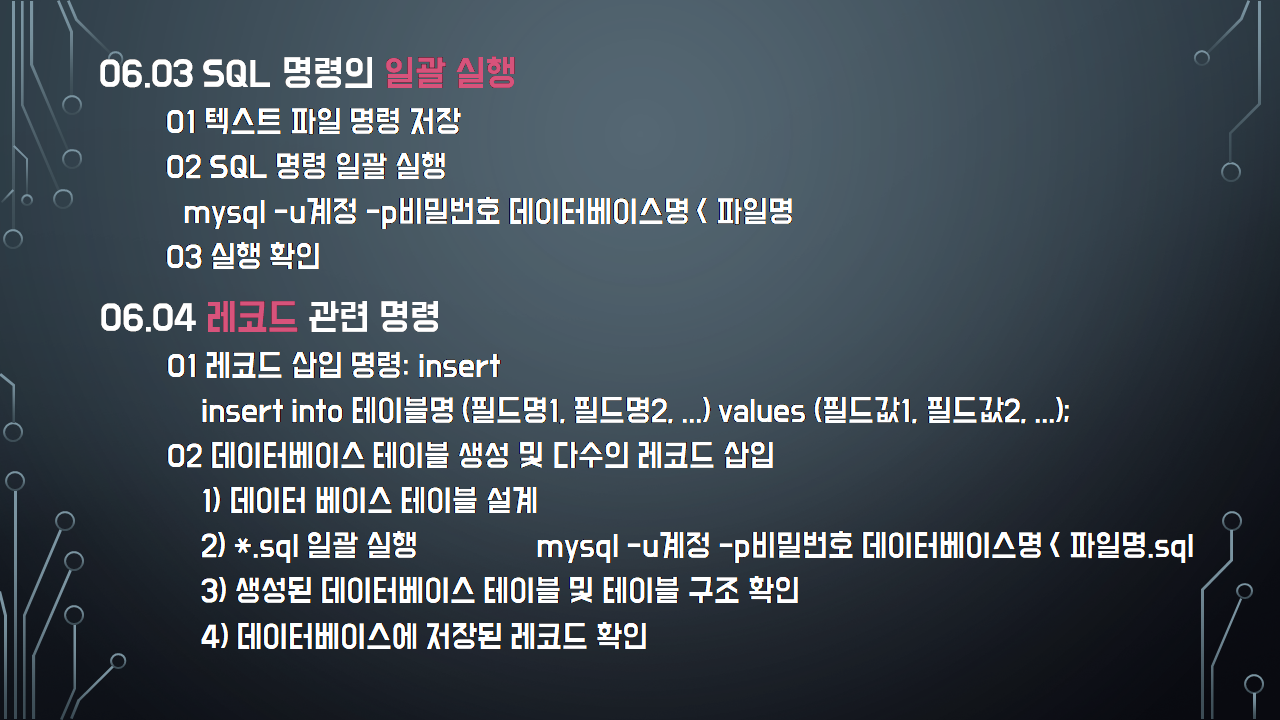 06.03 SQL 명령의 일괄 실행
01 텍스트 파일 명령 저장
02 SQL 명령 일괄 실행
mysql -u계정 -p비밀번호 데이터베이스명 < 파일명
03 실행 확인
06.04 레코드 관련 명령
01 레코드 삽입 명령: insert
insert into 테이블명 (필드명1, 필드명2, ...) values (필드값1, 필드값2, ...);
02 데이터베이스 테이블 생성 및 다수의 레코드 삽입
1) 데이터 베이스 테이블 설계
2) *.sql 일괄 실행 mysql -u계정 -p비밀번호 데이터베이스명 < 파일명.sql
3) 생성된 데이터베이스 테이블 및 테이블 구조 확인
4) 데이터베이스에 저장된 레코드 확인